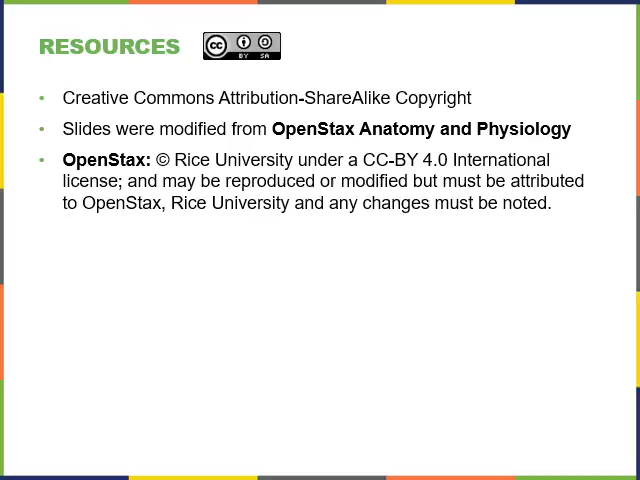 RESOURCES
cc
BY SA
• Creative Commons Attribution-ShareAlike Copyright
• Slides were modified from OpenStax Anatomy and Physiology
• OpenStax: © Rice University under a CC-BY 4.0 International
license; and may be reproduced or modified but must be attributed
to OpenStax, Rice University and any changes must be noted.